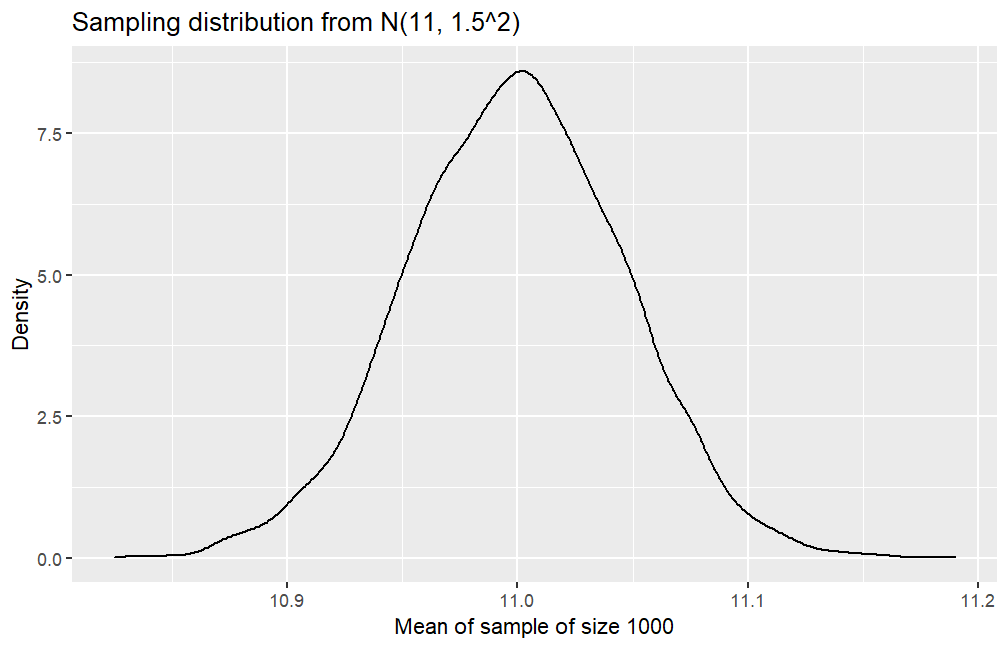 Sampling distribution from N(11, 1.5^2)
Density
7.5
5.0
2.5
0.0
10.9
11.0
11.1
11.2
Mean of sample of size 1000